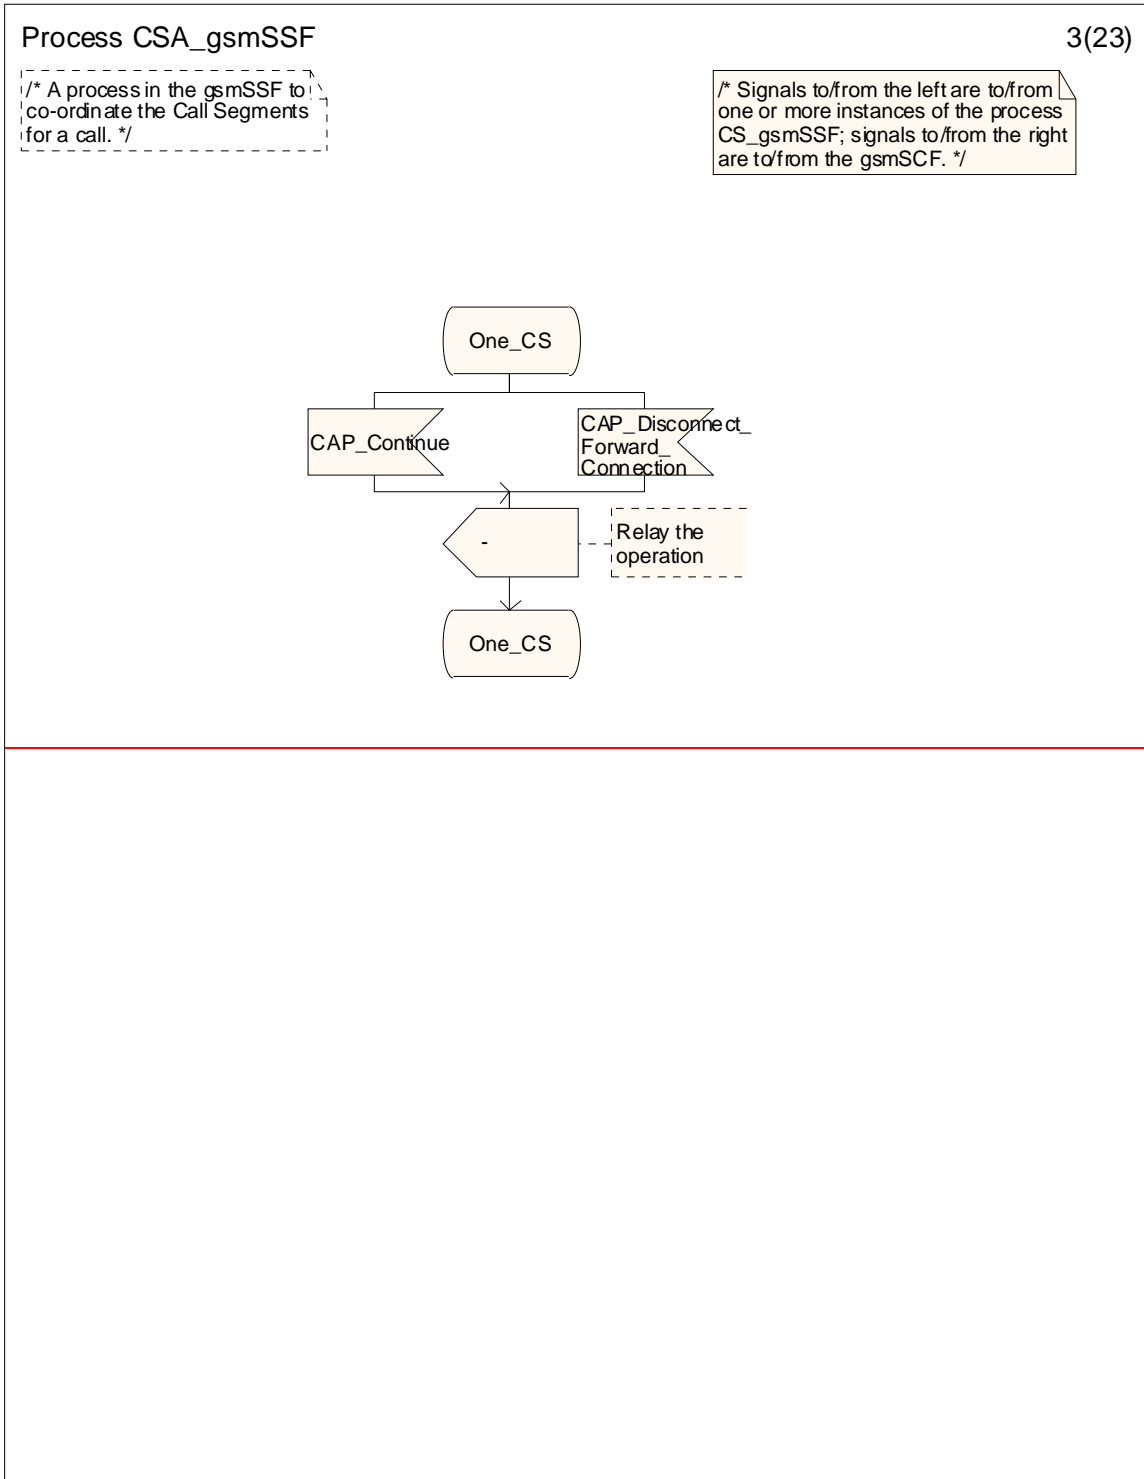 Process CSA_gsmSSF
3(23)
/* A process in the gsmSSF to
co-ordinate the Call Segments
for a call. */
/* Signals to/from the left are to/from
one or more instances of the process
CS_gsmSSF; signals to/from the right
are to/from the gsmSCF. */
One_CS
CAP_Continue
CAP_Disconnect_
Forward_
Connection
-
Relay the
operation
One_CS